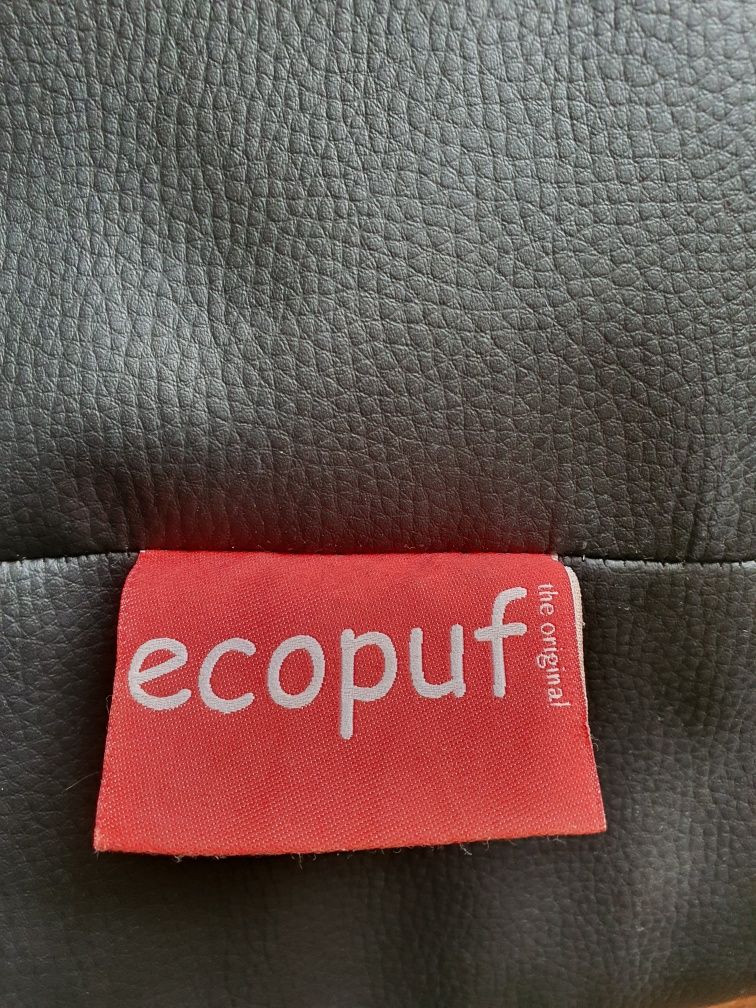 ecopuf
the original